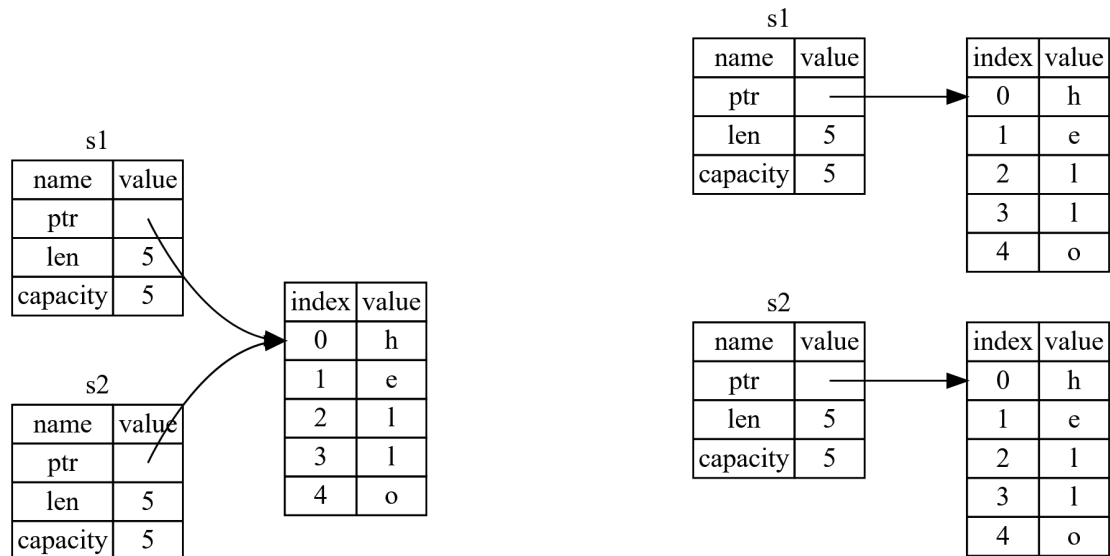 s1
name value
ptr
len 5
capacity 5
s2
name value
ptr
len 5
capacity 5
index value
0 h
1 e
2 l
3 l
4 o
s1
name value
ptr
len 5
capacity 5
index value
0 h
1 e
2 l
3 l
4 o
s2
name value
ptr
len 5
capacity 5
index value
0 h
1 e
2 l
3 l
4 o